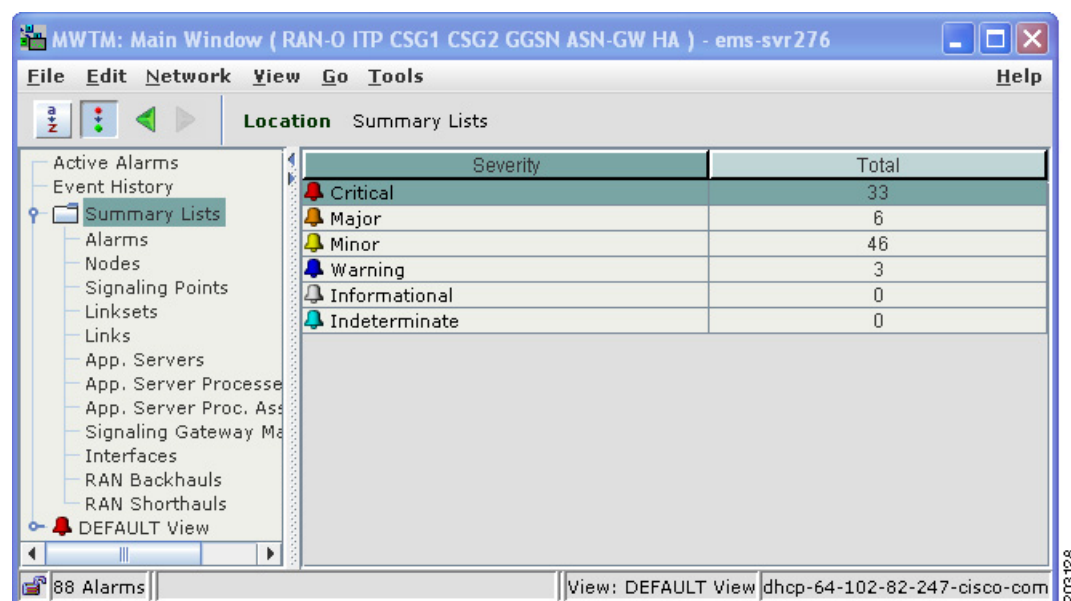 MWTM: Main Window ( RAN-O ITP CSG1 CSG2 GGSN ASN-GW HA ) - ems-svr276
File Edit Network View Go Tools Help
a z Location Summary Lists
Active Alarms
Event History
Summary Lists
Alarms
Nodes
Signaling Points
Linksets
Links
App. Servers
App. Server Processe
App. Server Proc. Ass
Signaling Gateway Ma
Interfaces
RAN Backhauls
RAN Shorthauls
DEFAULT View
Severity Total
Critical 33
Major 6
Minor 46
Warning 3
Informational 0
Indeterminate 0
88 Alarms View: DEFAULT View dhcp-64-102-82-247-cisco-com
203128